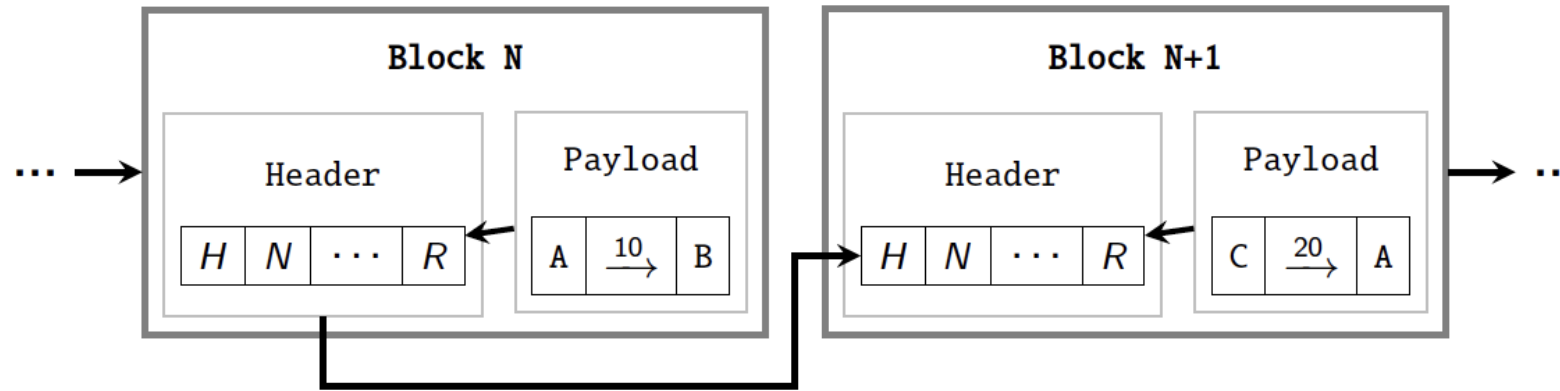 Block N
Header
Payload
H N ··· R
A 10→ B
Block N+1
Header
Payload
H N ··· R
C 20→ A